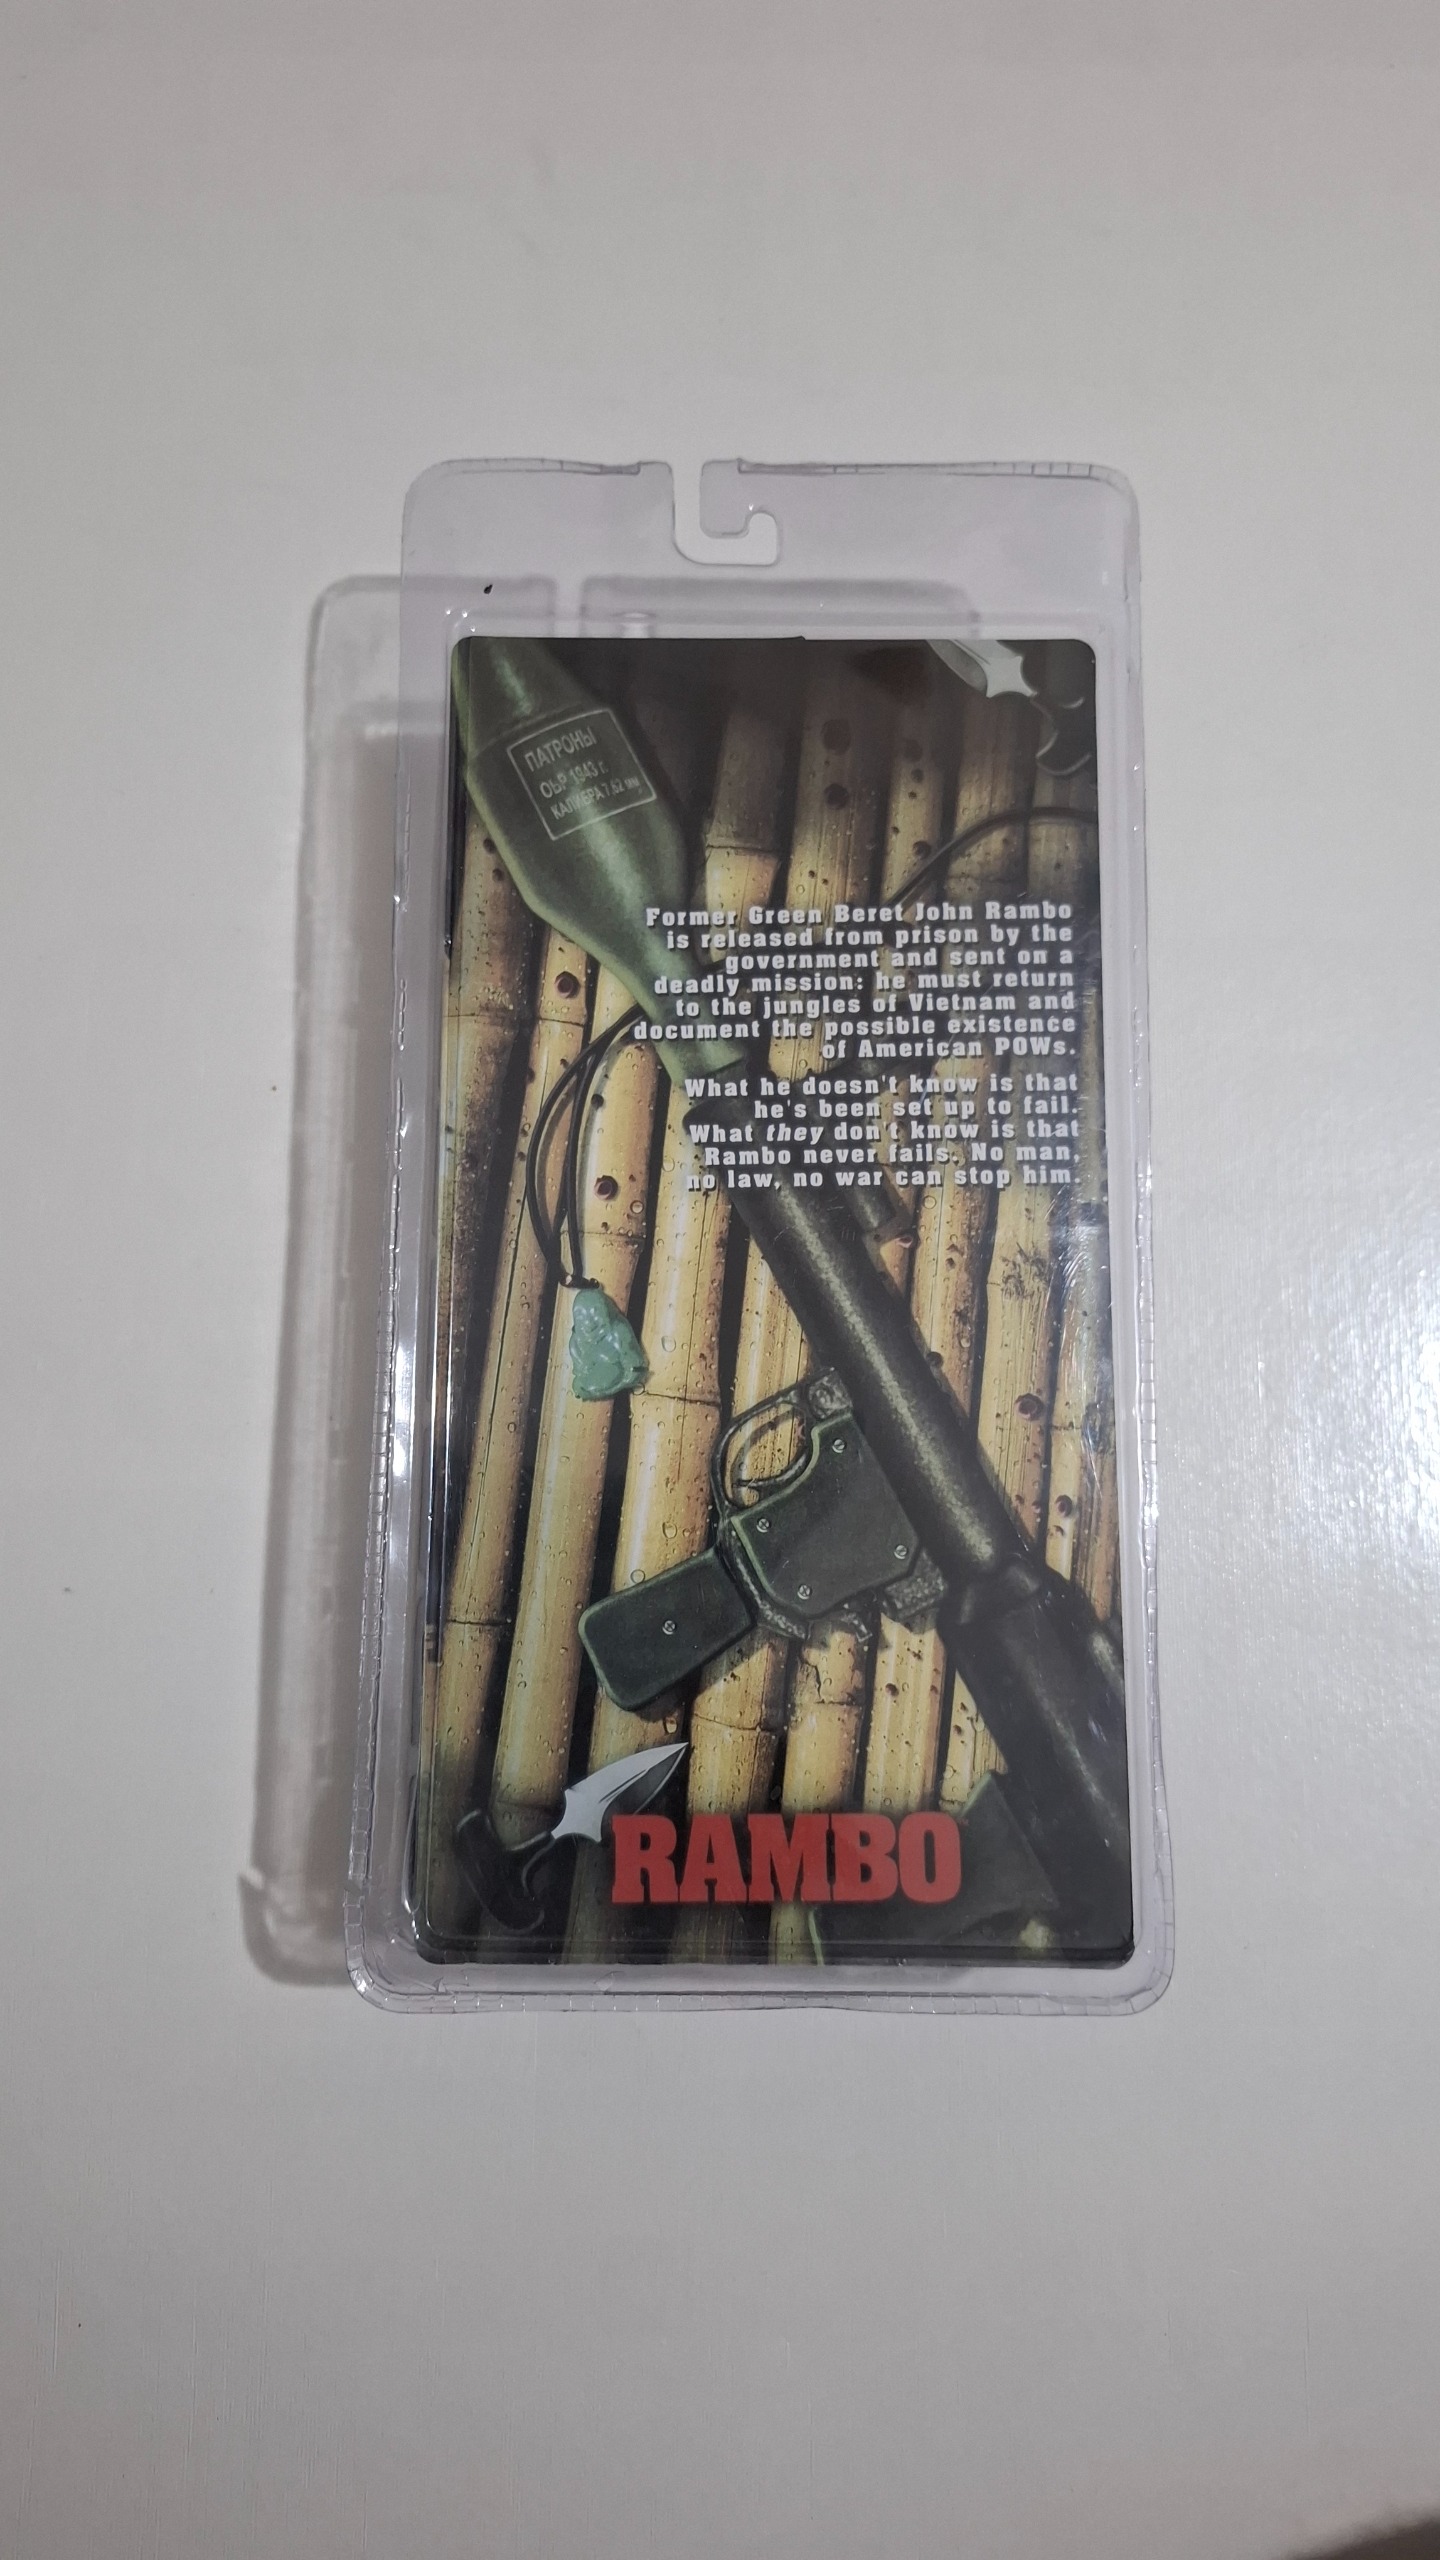 ПАТРОНЫ
ОЬР 1943 г.
КАЛИБРА 7,62 мм
Former Green Beret John Rambo
is released from prison by the
government and sent on a
deadly mission: he must return
to the jungles of Vietnam and
document the possible existence
of American POWs.
What he doesn't know is that
he's been set up to fail.
What they don't know is that
Rambo never fails. No man,
no law, no war can stop him.
RAMBO